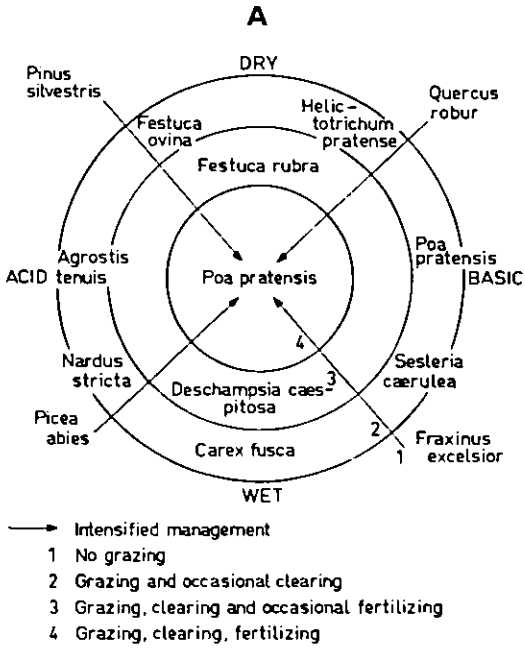 A
DRY
Pinus
silvestris
Quercus
robur
Festuca
ovina
Helic-
totrichum
pratense
Festuca rubra
Agrostis
tenuis
ACID
Poa pratensis
Poa
pratensis
BASIC
4
3
Nardus
stricta
Deschampsia caes-
pitosa
Sesleria
caerulea
Picea
abies
Carex fusca
2
1
Fraxinus
excelsior
WET
Intensified management
1 No grazing
2 Grazing and occasional clearing
3 Grazing, clearing and occasional fertilizing
4 Grazing, clearing, fertilizing